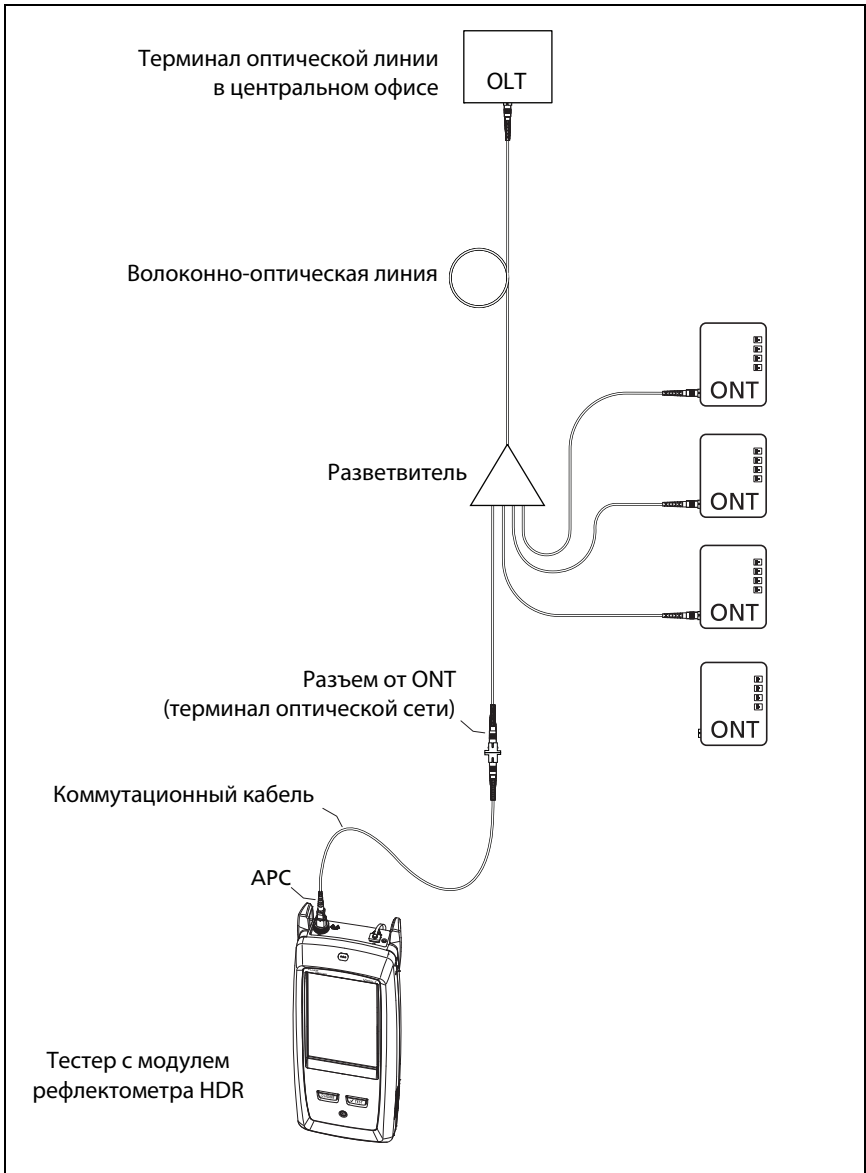 Терминал оптической линии
в центральном офисе
OLT
Волоконно-оптическая линия
ONT
Разветвитель
ONT
ONT
Разъем от ONT
(терминал оптической сети)
ONT
Коммутационный кабель
APC
Тестер с модулем
рефлектометра HDR